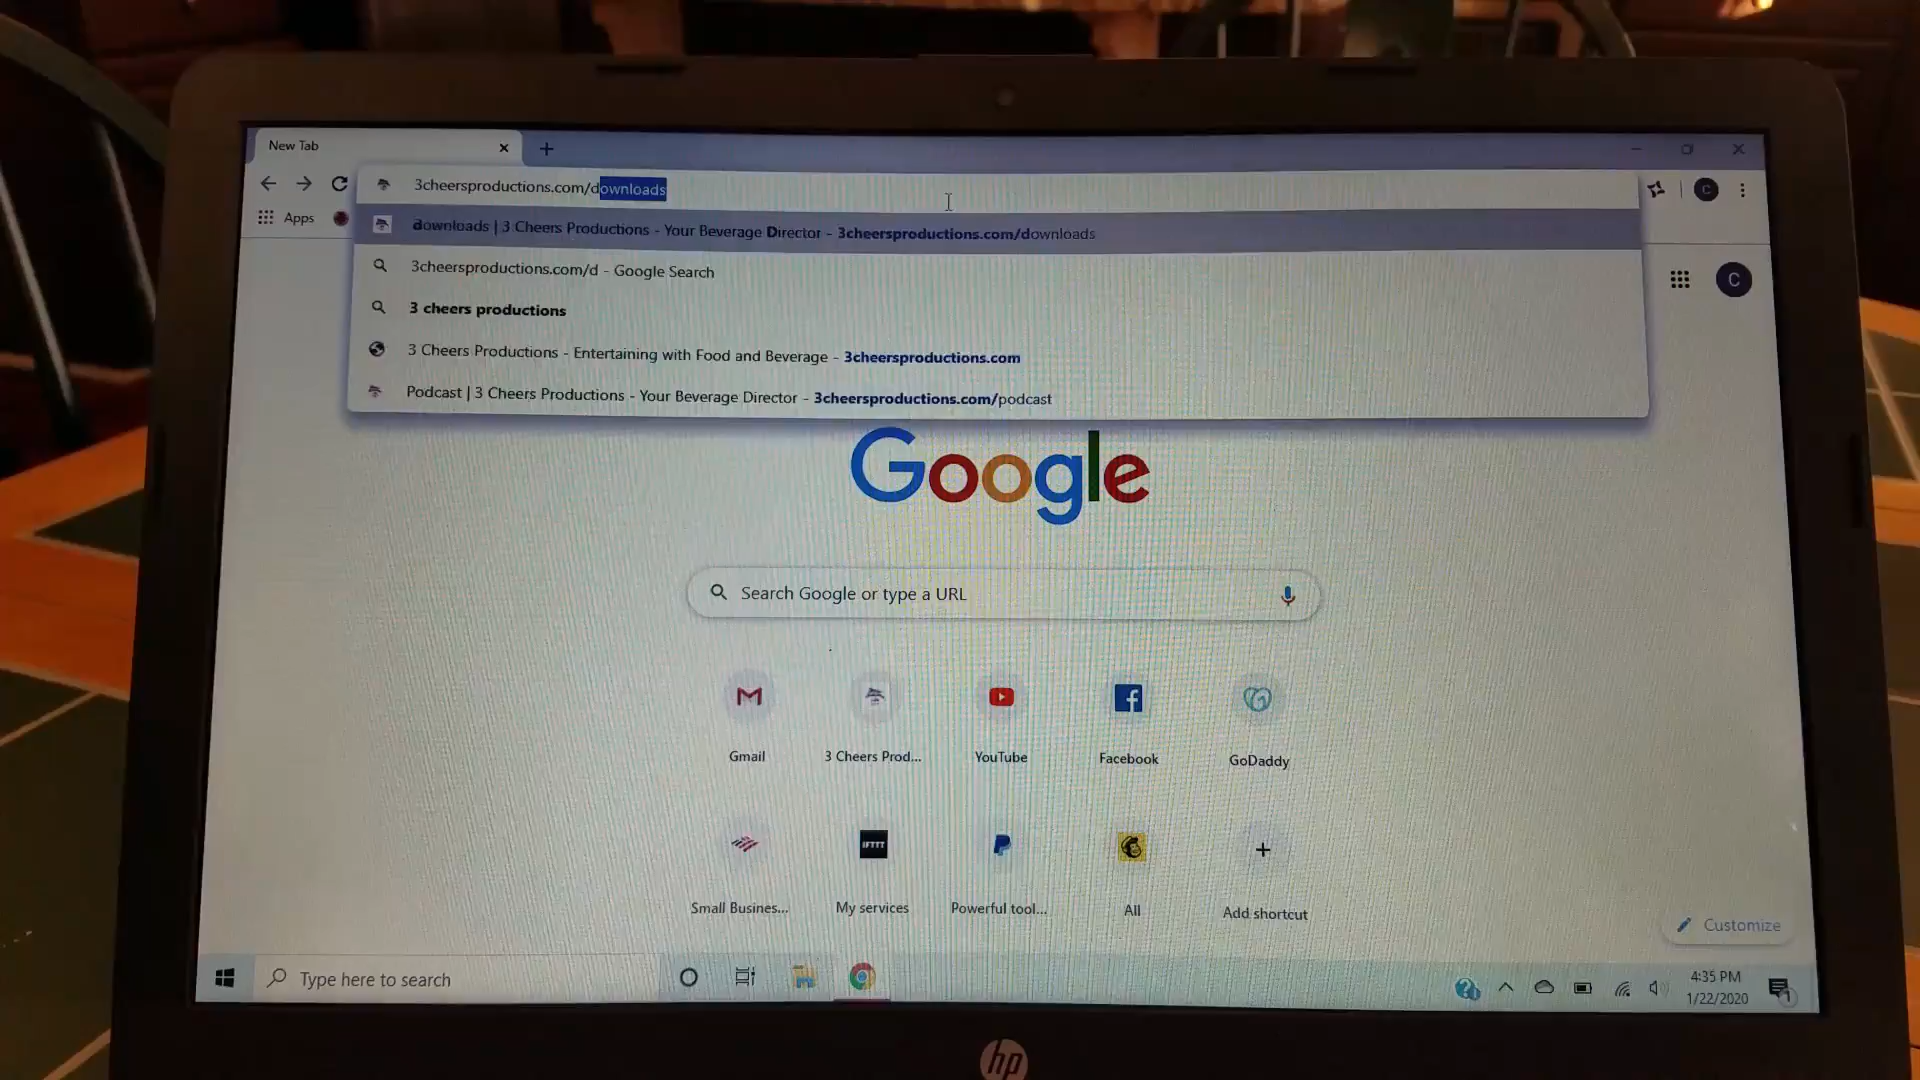 New Tab
3cheersproductions.com/downloads
Apps
downloads | 3 Cheers Productions - Your Beverage Director - 3cheersproductions.com/downloads
3cheersproductions.com/d - Google Search
3 cheers productions
3 Cheers Productions - Entertaining with Food and Beverage - 3cheersproductions.com
Podcast | 3 Cheers Productions - Your Beverage Director - 3cheersproductions.com/podcast
C
C
Google
Search Google or type a URL
Gmail
3 Cheers Prod...
YouTube
Facebook
GoDaddy
IFTTT
Small Busines...
My services
Powerful tool...
All
Add shortcut
Customize
Type here to search
4:35 PM
1/22/2020
1
hp